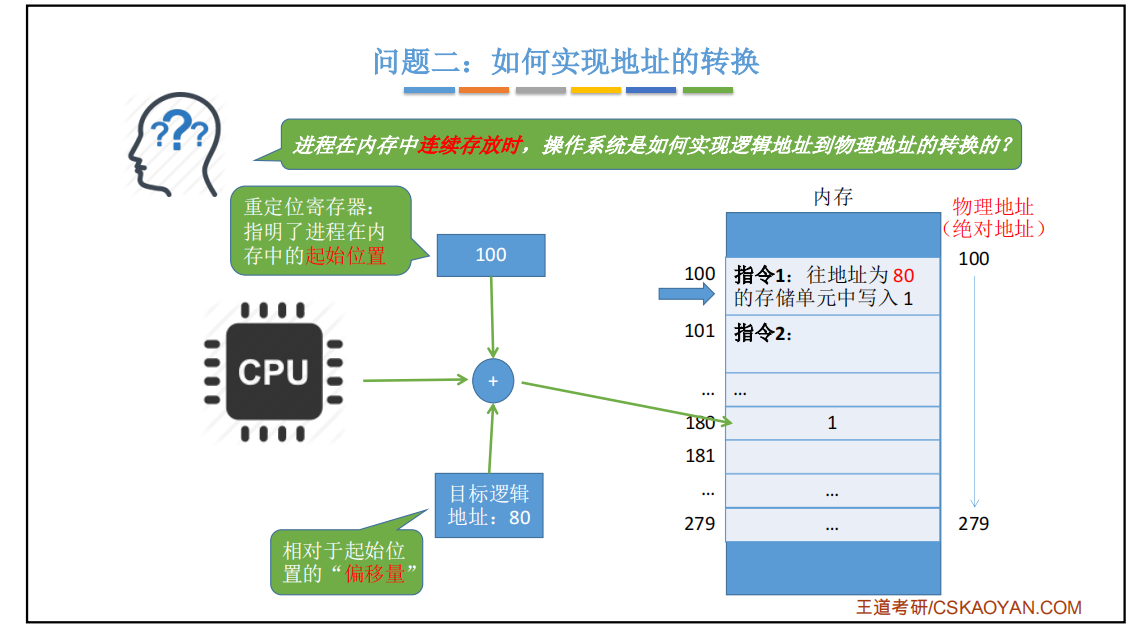 问题二：如何实现地址的转换
???
进程在内存中连续存放时，操作系统是如何实现逻辑地址到物理地址的转换的？
重定位寄存器：
指明了进程在内
存中的起始位置
100
CPU
+
目标逻辑
地址：80
相对于起始位
置的“偏移量”
内存
物理地址
（绝对地址）
100
100
指令1：往地址为 80
的存储单元中写入 1
101
指令2：
...
...
180
1
181
...
...
279
...
279
王道考研/CSKAOYAN.COM